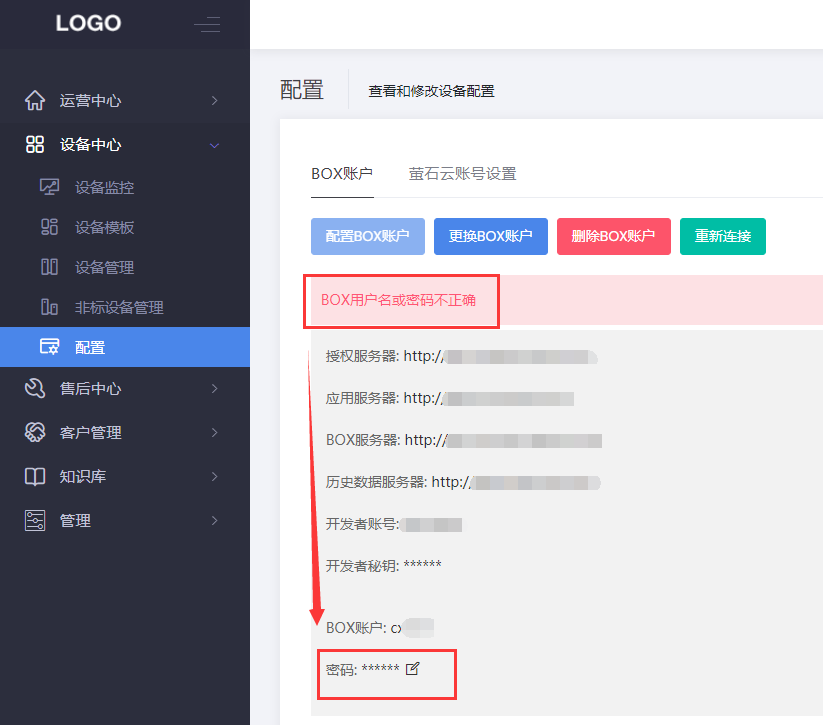 LOGO
运营中心
设备中心
设备监控
设备模板
设备管理
非标设备管理
配置
售后中心
客户管理
知识库
管理
配置
查看和修改设备配置
BOX账户
萤石云账号设置
配置BOX账户
更换BOX账户
删除BOX账户
重新连接
BOX用户名或密码不正确
授权服务器: http://
应用服务器: http://
BOX服务器: http://
历史数据服务器: http://
开发者账号:
开发者秘钥: ******
BOX账户: cx
密码: ******